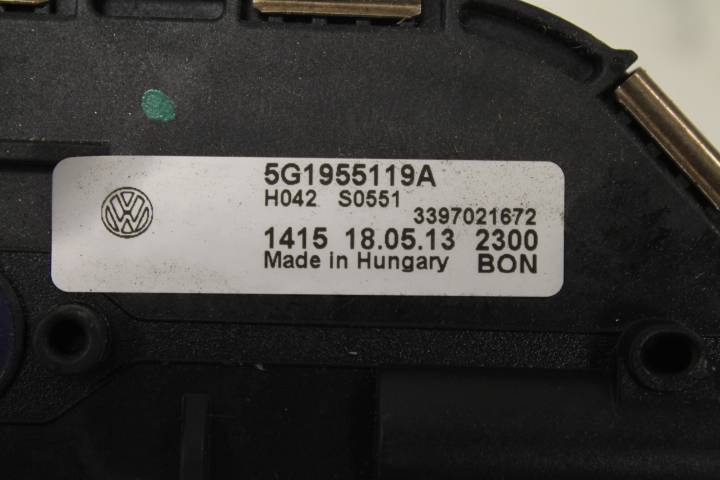 5G1955119A
H042 S0551
3397021672
1415 18.05.13 2300
Made in Hungary BON